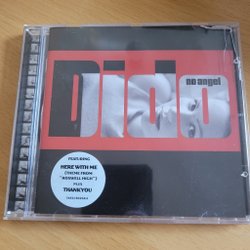 no angel
Dido
FEATURING
HERE WITH ME
(THEME FROM
"ROSWELL HIGH")
PLUS
THANKYOU